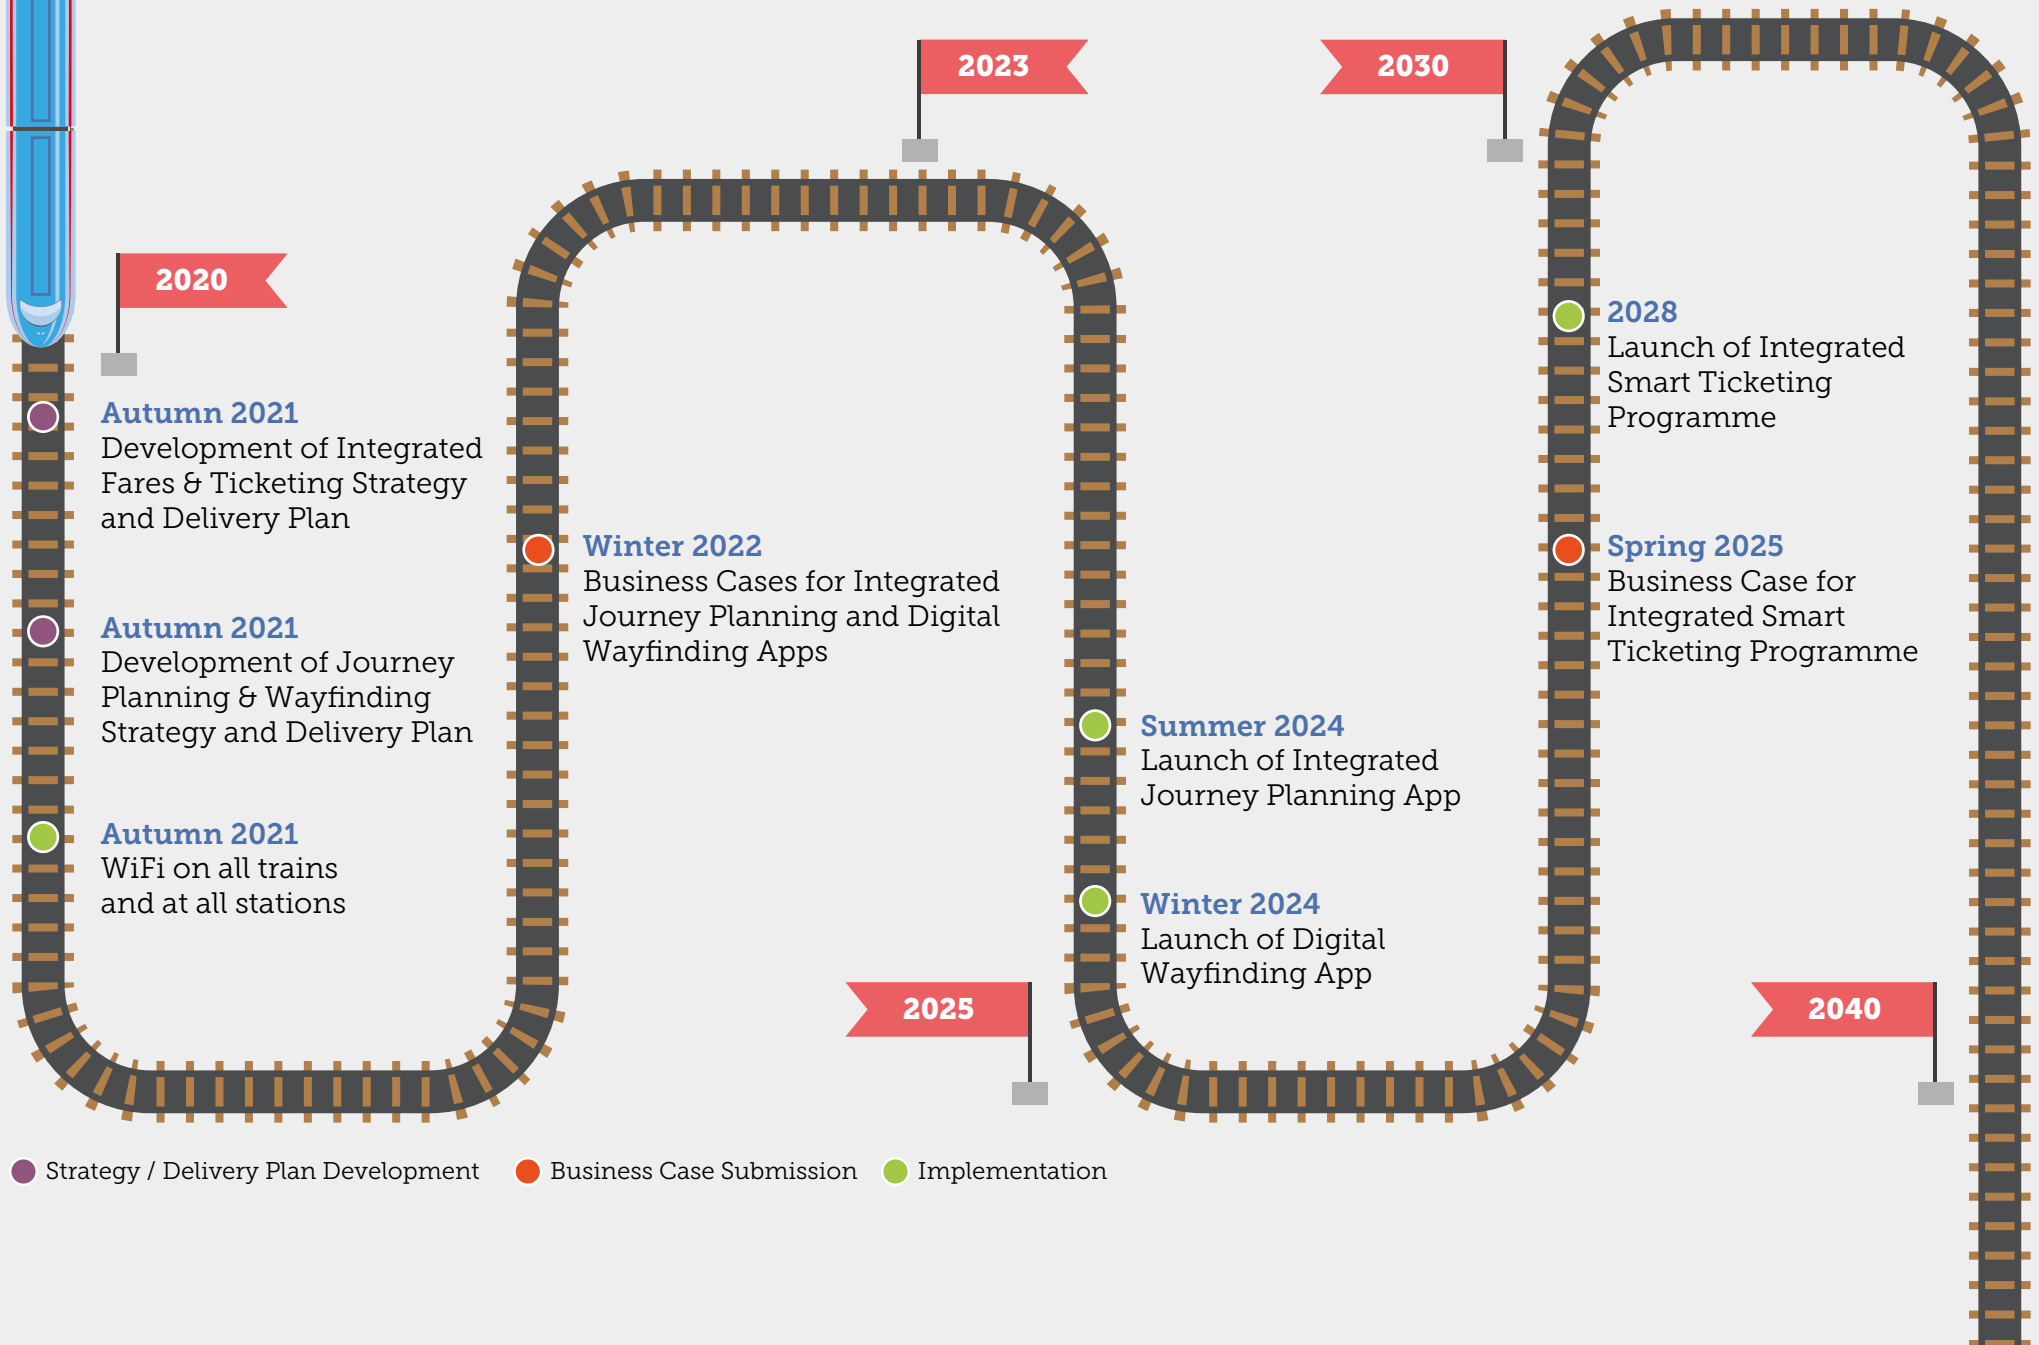 2020
Autumn 2021
Development of Integrated
Fares & Ticketing Strategy
and Delivery Plan
Autumn 2021
Development of Journey
Planning & Wayfinding
Strategy and Delivery Plan
Autumn 2021
WiFi on all trains
and at all stations
Winter 2022
Business Cases for Integrated
Journey Planning and Digital
Wayfinding Apps
2023
Summer 2024
Launch of Integrated
Journey Planning App
Winter 2024
Launch of Digital
Wayfinding App
2025
Spring 2025
Business Case for
Integrated Smart
Ticketing Programme
2028
Launch of Integrated
Smart Ticketing
Programme
2030
2040
Strategy / Delivery Plan Development
Business Case Submission
Implementation